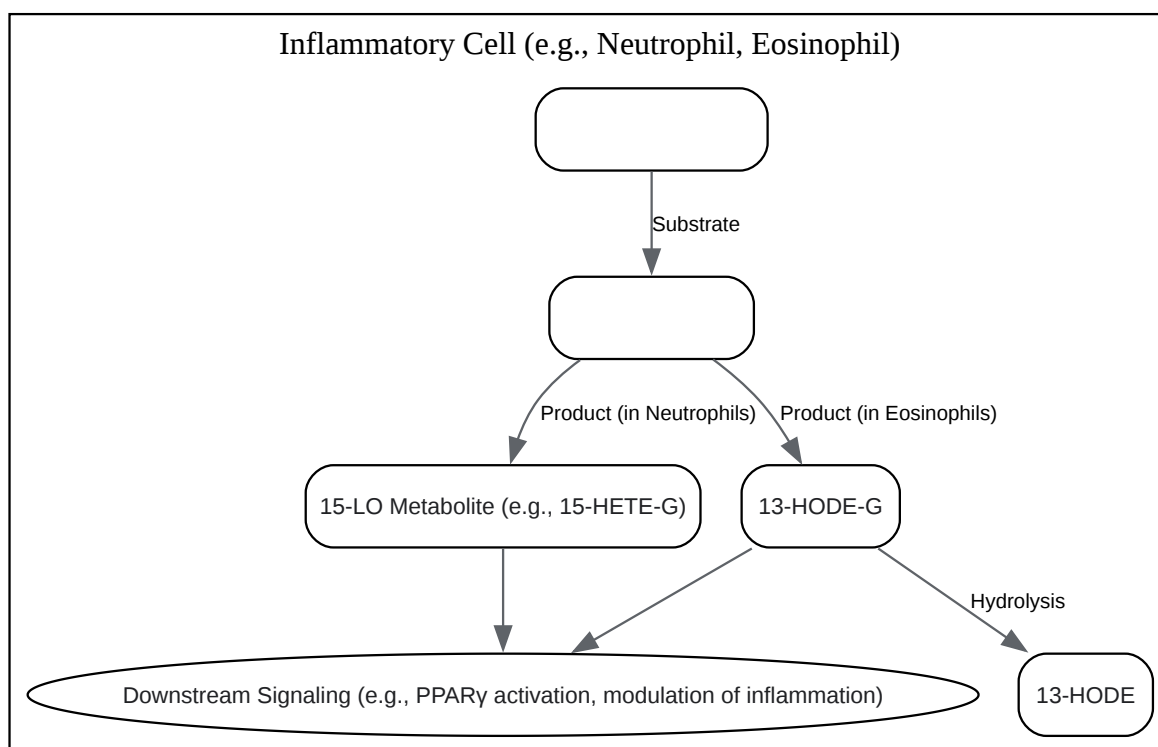 Inflammatory Cell (e.g., Neutrophil, Eosinophil)
Substrate
Product (in Neutrophils)
Product (in Eosinophils)
15-LO Metabolite (e.g., 15-HETE-G)
13-HODE-G
Hydrolysis
Downstream Signaling (e.g., PPARγ activation, modulation of inflammation)
13-HODE